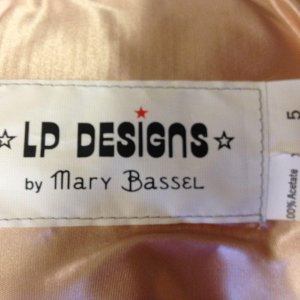 ☆ LP DESIGNS ☆
by MARY BASSEL
5
100% Acetate